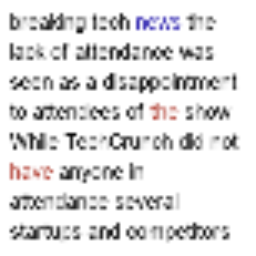 breaking tech news the
lack of attendance was
seen as a disappointment
to attendees of the show
While TechCrunch did not
have anyone in
attendance several
startups and competitors